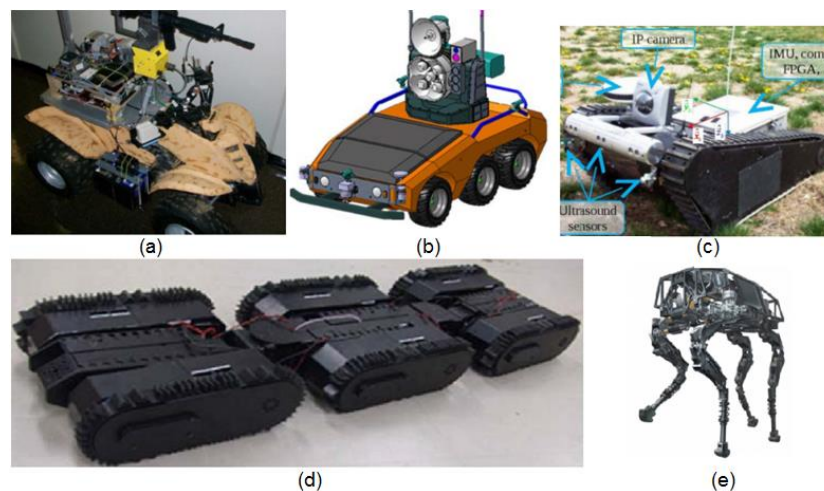 IP-camera
IMU, com
FPGA,
Ultrasound
sensors
(a)
(b)
(c)
(d)
(e)